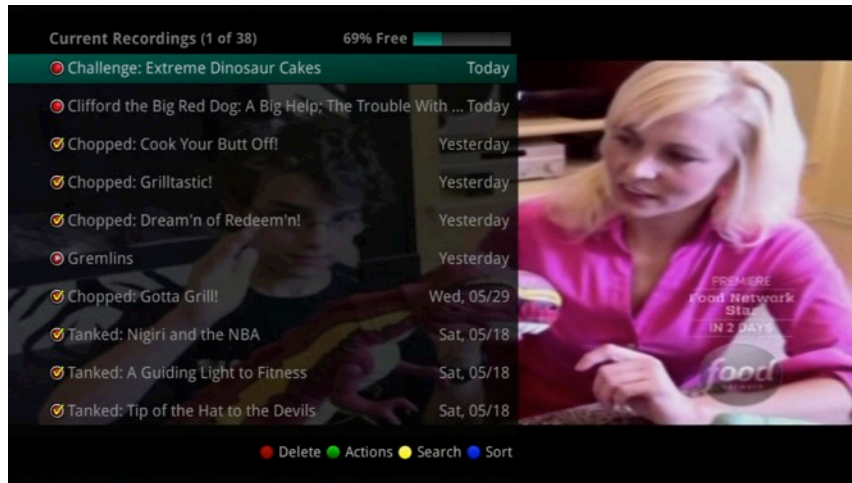 Current Recordings (1 of 38) 69% Free
Challenge: Extreme Dinosaur Cakes Today
Clifford the Big Red Dog: A Big Help; The Trouble With ... Today
Chopped: Cook Your Butt Off! Yesterday
Chopped: Grilltastic! Yesterday
Chopped: Dream'n of Redeem'n! Yesterday
Gremlins Yesterday
Chopped: Gotta Grill! Wed, 05/29
Tanked: Nigiri and the NBA Sat, 05/18
Tanked: A Guiding Light to Fitness Sat, 05/18
Tanked: Tip of the Hat to the Devils Sat, 05/18
PREMIERE
Food Network
Star
IN 2 DAYS
food
NETWORK
Delete Actions Search Sort